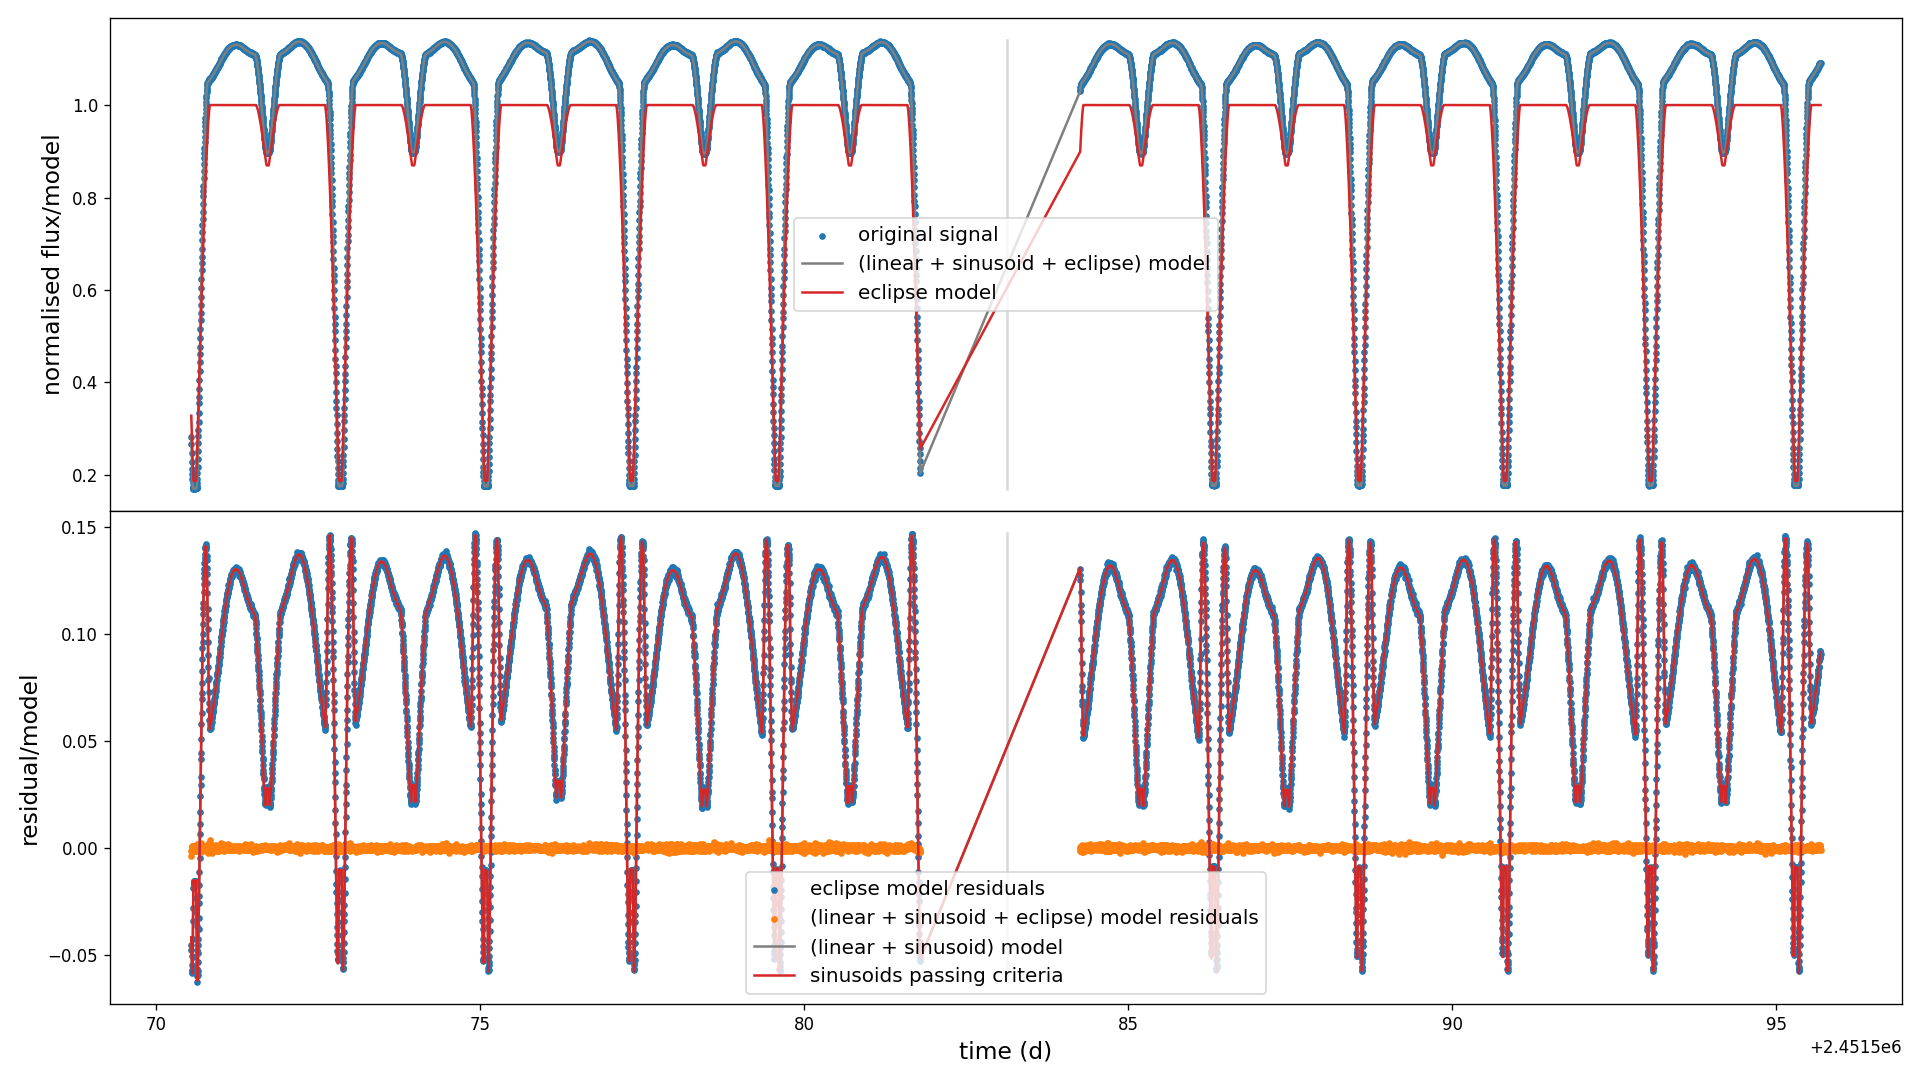 normalised flux/model
1.0
0.8
0.6
0.4
0.2
original signal
(linear + sinusoid + eclipse) model
eclipse model
residual/model
0.15
0.10
0.05
0.00
−0.05
eclipse model residuals
(linear + sinusoid + eclipse) model residuals
(linear + sinusoid) model
sinusoids passing criteria
70
75
80
85
90
95
time (d)
+2.4515e6